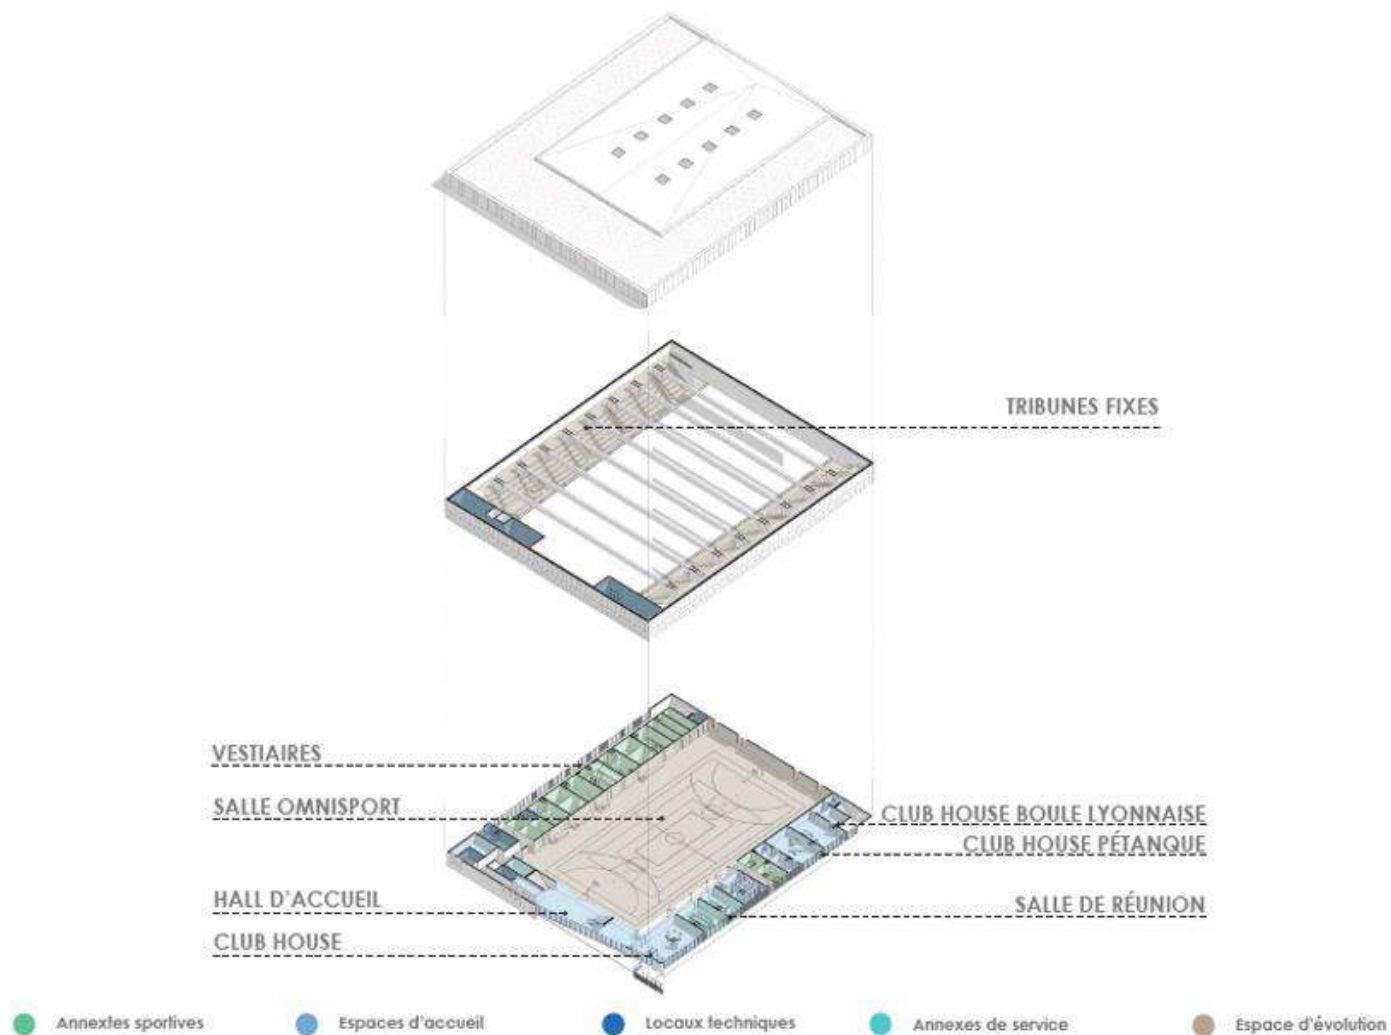 TRIBUNES FIXES
VESTIAIRES
SALLE OMNISPORT
CLUB HOUSE BOULE LYONNAISE
CLUB HOUSE PÉTANQUE
HALL D'ACCUEIL
SALLE DE RÉUNION
CLUB HOUSE
Annextes sportives
Espaces d'accueil
Locaux techniques
Annexes de service
Espace d'évolution